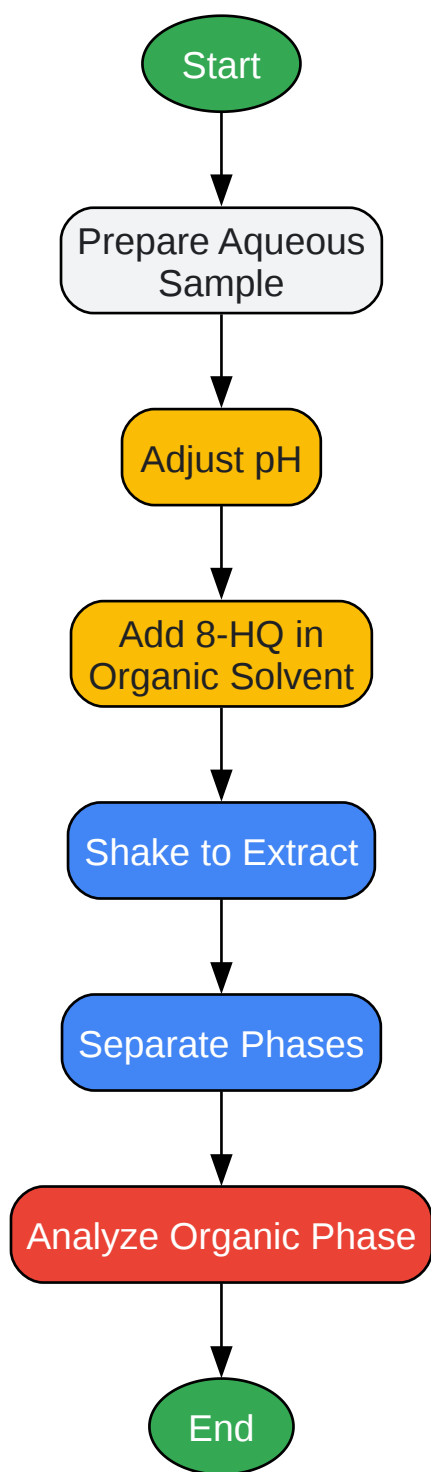 Start
Prepare Aqueous
Sample
Adjust pH
Add 8-HQ in
Organic Solvent
Shake to Extract
Separate Phases
Analyze Organic Phase
End